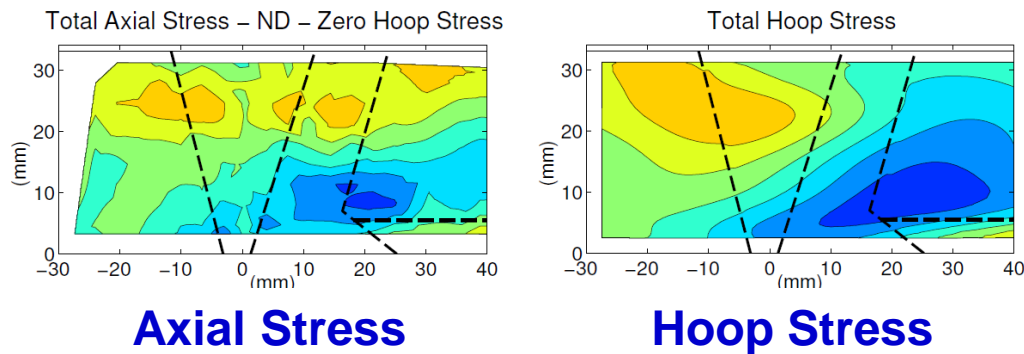 Total Axial Stress – ND – Zero Hoop Stress
30
20
10
0
(mm)
−30 −20 −10 0 10 20 30 40
(mm)
Axial Stress
Total Hoop Stress
30
20
10
0
(mm)
−30 −20 −10 0 10 20 30 40
(mm)
Hoop Stress